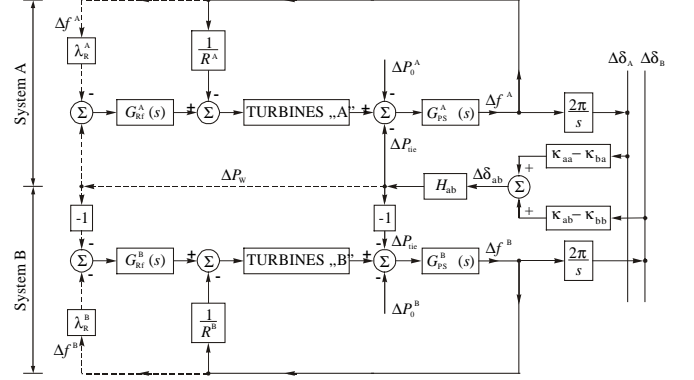 Δf^A
λ_R^A
1/R^A
ΔP_0^A
Δδ_A Δδ_B
System A
- - -
Σ G_Rf^A (s) ± Σ TURBINES „A” ± Σ G_PS^A (s) Δf^A 2π/s
- -
ΔP_tie
κ_aa − κ_ba
ΔP_W H_ab Δδ_ab + Σ +
-1 -1
κ_ab − κ_bb
System B
- - ΔP_tie
Σ G_Rf^B (s) + Σ TURBINES „B” ± Σ G_PS^B (s) Δf^B 2π/s
- - -
λ_R^B
1/R^B
ΔP_0^B
Δf^B